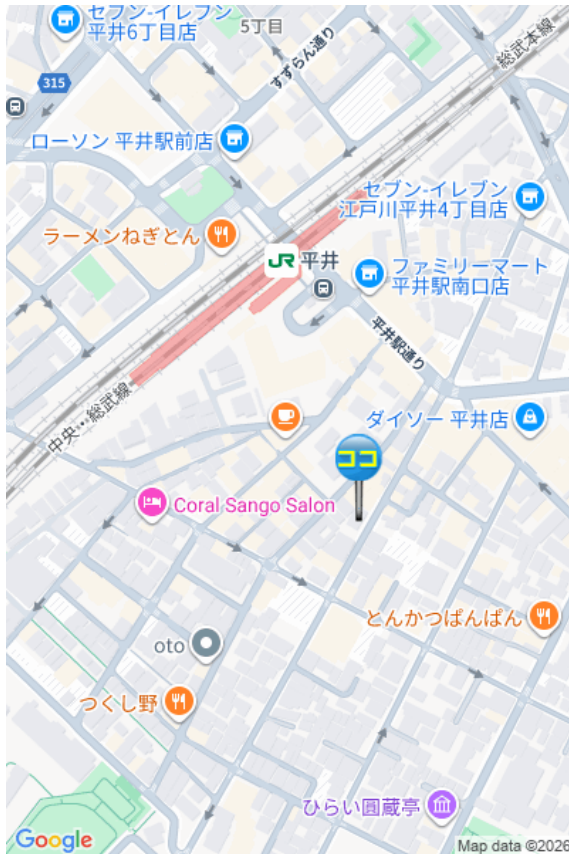 セブン-イレブン
平井6丁目店
5丁目
すずらん通り
総武本線
315
ローソン 平井駅前店
セブン-イレブン
江戸川平井4丁目店
ラーメンねぎとん
JR 平井
ファミリーマート
平井駅南口店
平井駅通り
中央・総武線
ダイソー 平井店
ココ
Coral Sango Salon
とんかつぱんぱん
oto
つくし野
ひらい圓蔵亭
Google
Map data ©2026